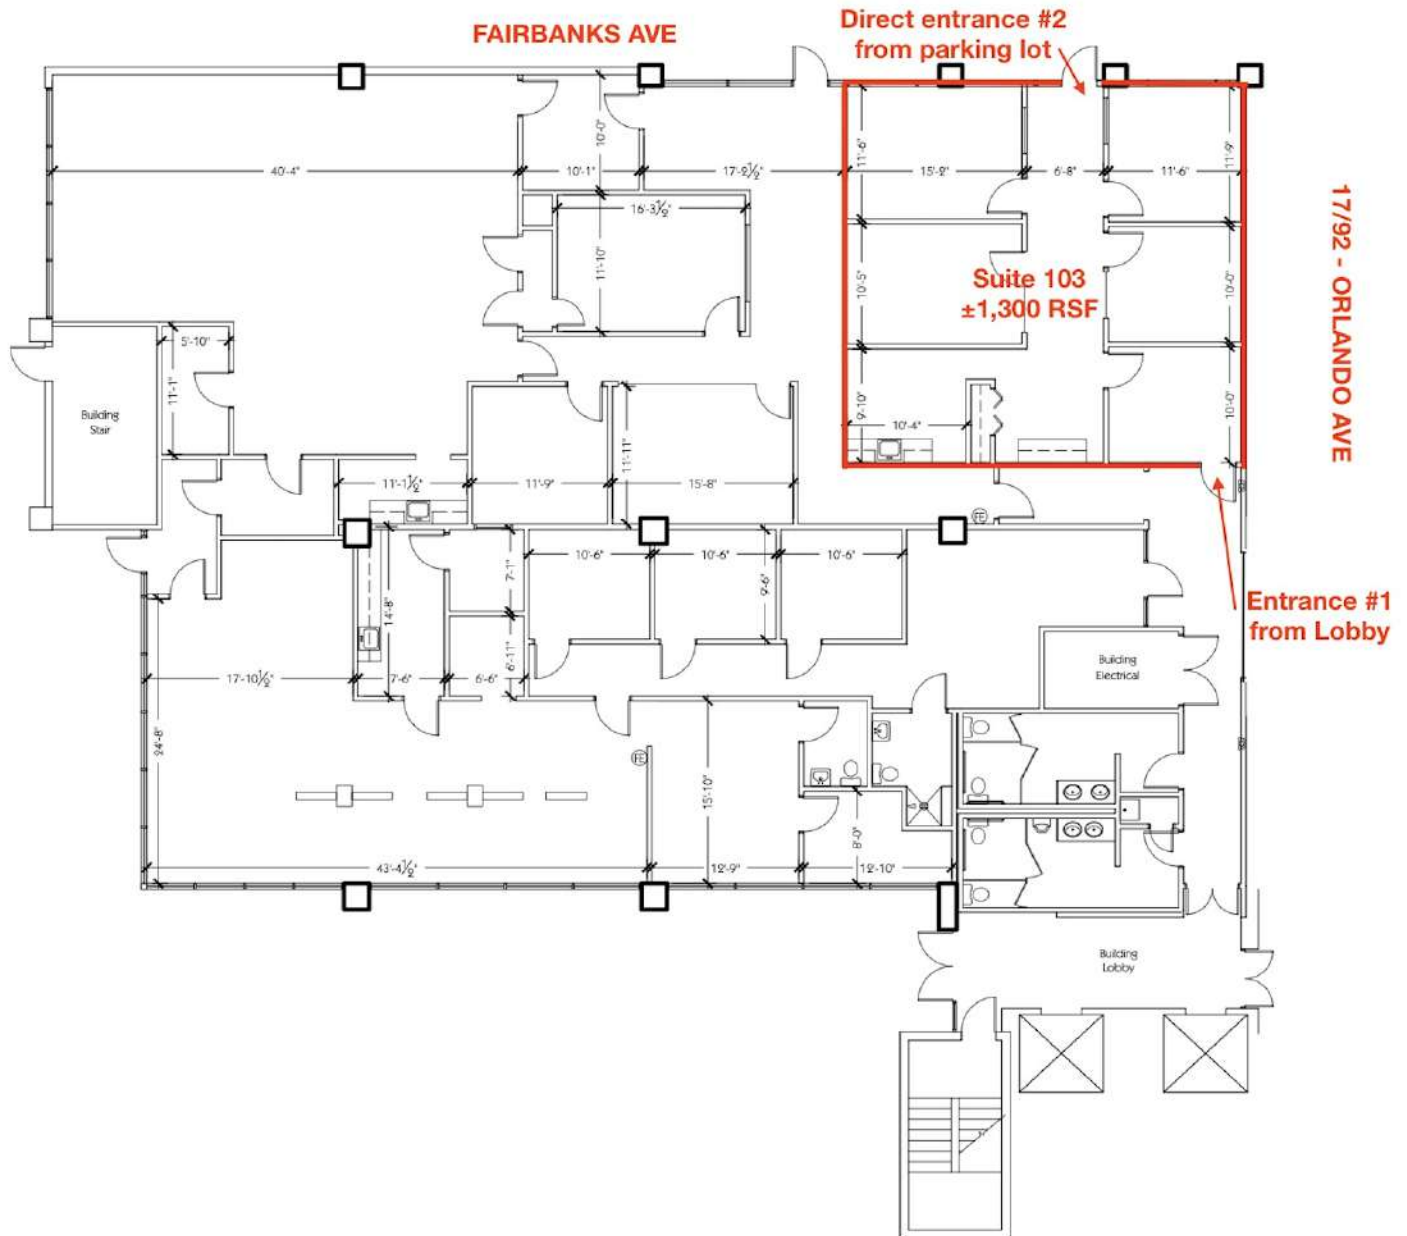 FAIRBANKS AVE
Direct entrance #2
from parking lot
40'-4"
10'-1"
10'-0"
17'-2½"
11'-6"
15'-2"
6'-8"
11'-6"
11'-9"
16'-3½"
11'-10"
10'-5"
Suite 103
±1,300 RSF
10'-0"
17/92 - ORLANDO AVE
5'-10"
11'-1"
Building
Stair
9'-10"
10'-4"
10'-0"
11'-1½"
11'-9"
11'-11"
15'-8"
FE
10'-6"
10'-6"
10'-6"
7'-1"
9'-6"
14'-8"
Entrance #1
from Lobby
6'-11"
17'-10½"
7'-6"
6'-6"
Building
Electrical
24'-8"
FE
15'-10"
8'-0"
43'-4½"
12'-9"
12'-10"
Building
Lobby